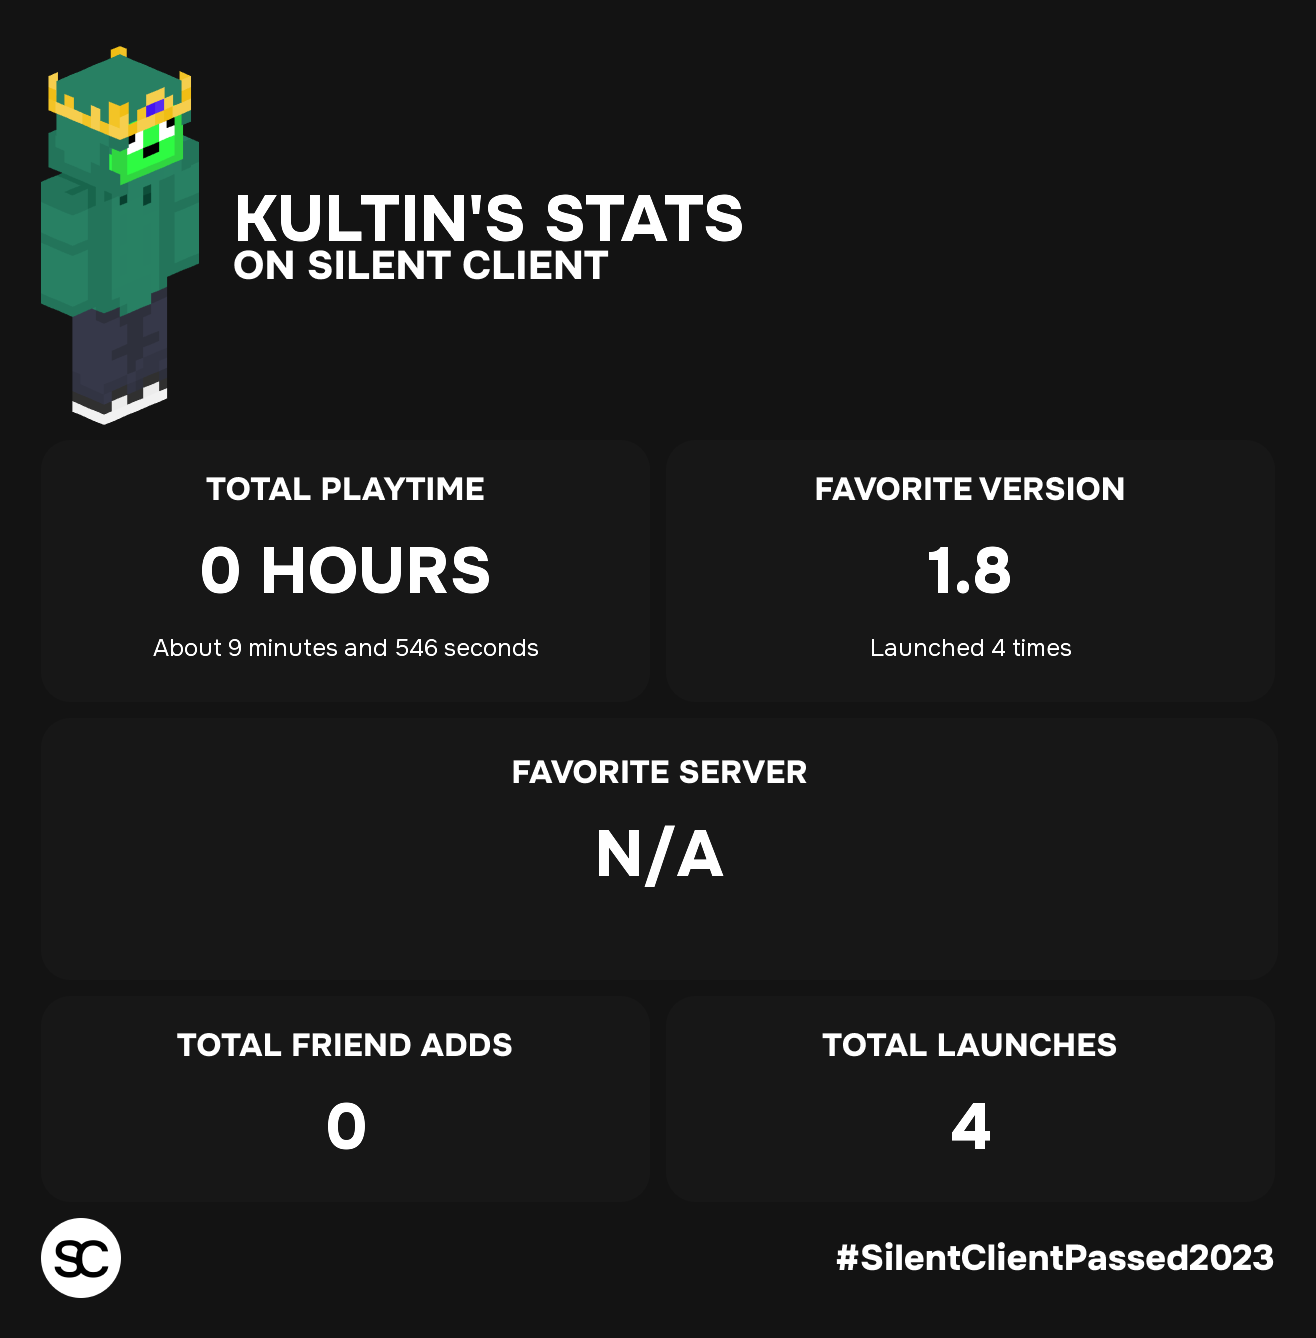 KULTIN'S STATS
ON SILENT CLIENT
TOTAL PLAYTIME
0 HOURS
About 9 minutes and 546 seconds
FAVORITE VERSION
1.8
Launched 4 times
FAVORITE SERVER
N/A
TOTAL FRIEND ADDS
0
TOTAL LAUNCHES
4
SC
#SilentClientPassed2023